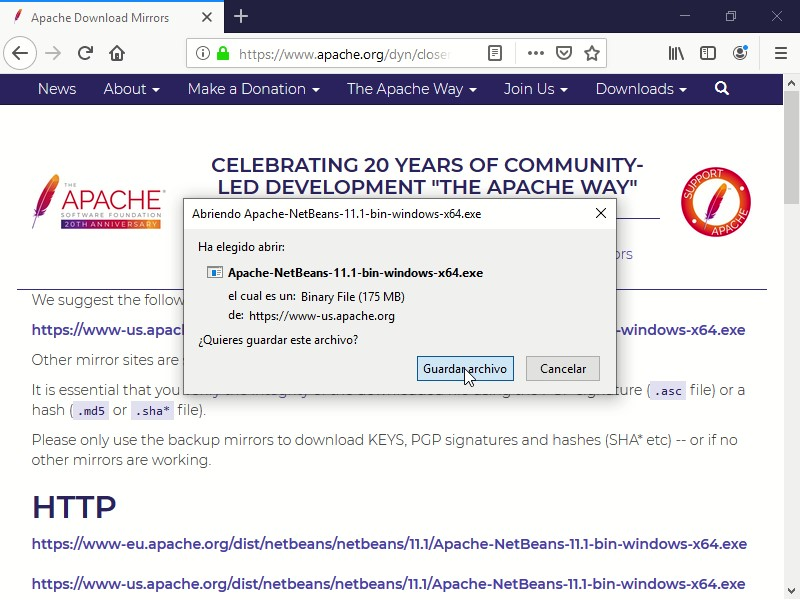 Apache Download Mirrors
https://www.apache.org/dyn/closer
News About Make a Donation The Apache Way Join Us Downloads
THE
APACHE®
SOFTWARE FOUNDATION
20TH ANNIVERSARY
CELEBRATING 20 YEARS OF COMMUNITY-
LED DEVELOPMENT "THE APACHE WAY"
SUPPORT
APACHE
Abriendo Apache-NetBeans-11.1-bin-windows-x64.exe
Ha elegido abrir:
Apache-NetBeans-11.1-bin-windows-x64.exe
el cual es un: Binary File (175 MB)
de: https://www-us.apache.org
¿Quieres guardar este archivo?
Guardar archivo Cancelar
We suggest the follow
https://www-us.apac n-windows-x64.exe
Other mirror sites are
It is essential that you (.asc file) or a
hash (.md5 or .sha* file).
Please only use the backup mirrors to download KEYS, PGP signatures and hashes (SHA* etc) -- or if no
other mirrors are working.
HTTP
https://www-eu.apache.org/dist/netbeans/netbeans/11.1/Apache-NetBeans-11.1-bin-windows-x64.exe
https://www-us.apache.org/dist/netbeans/netbeans/11.1/Apache-NetBeans-11.1-bin-windows-x64.exe